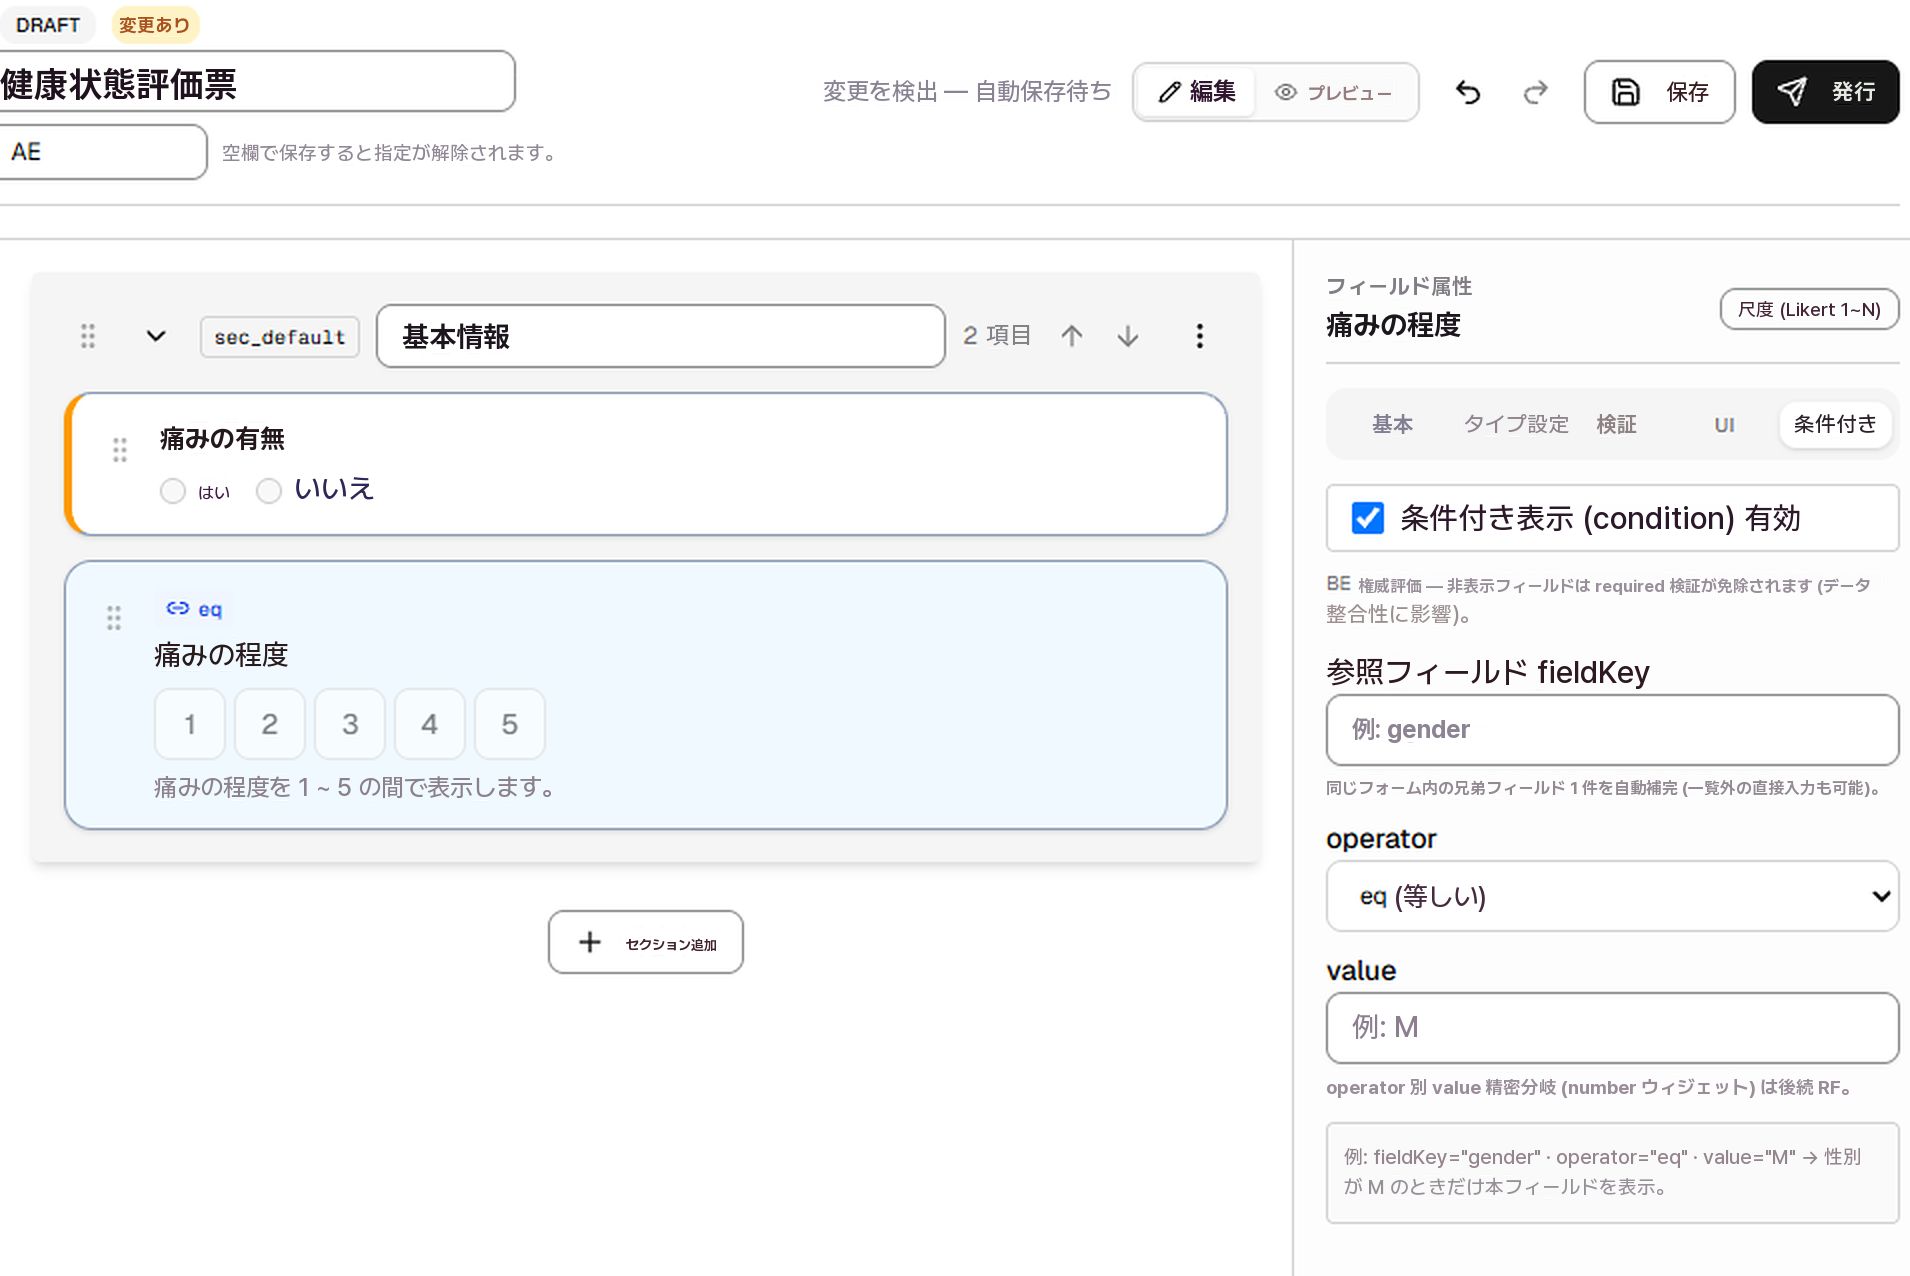 DRAFT 変更あり
健康状態評価票
変更を検出 — 自動保存待ち 編集 プレビュー 保存 発行
AE 空欄で保存すると指定が解除されます。
sec_default 基本情報 2 項目
痛みの有無
はい いいえ
eq
痛みの程度
1 2 3 4 5
痛みの程度を 1 ~ 5 の間で表示します。
セクション追加
フィールド属性
痛みの程度
尺度 (Likert 1~N)
基本 タイプ設定 検証 UI 条件付き
条件付き表示 (condition) 有効
BE 権威評価 — 非表示フィールドは required 検証が免除されます (データ
整合性に影響)。
参照フィールド fieldKey
例: gender
同じフォーム内の兄弟フィールド 1 件を自動補完 (一覧外の直接入力も可能)。
operator
eq (等しい)
value
例: M
operator 別 value 精密分岐 (number ウィジェット) は後続 RF。
例: fieldKey="gender" · operator="eq" · value="M" → 性別
が M のときだけ本フィールドを表示。